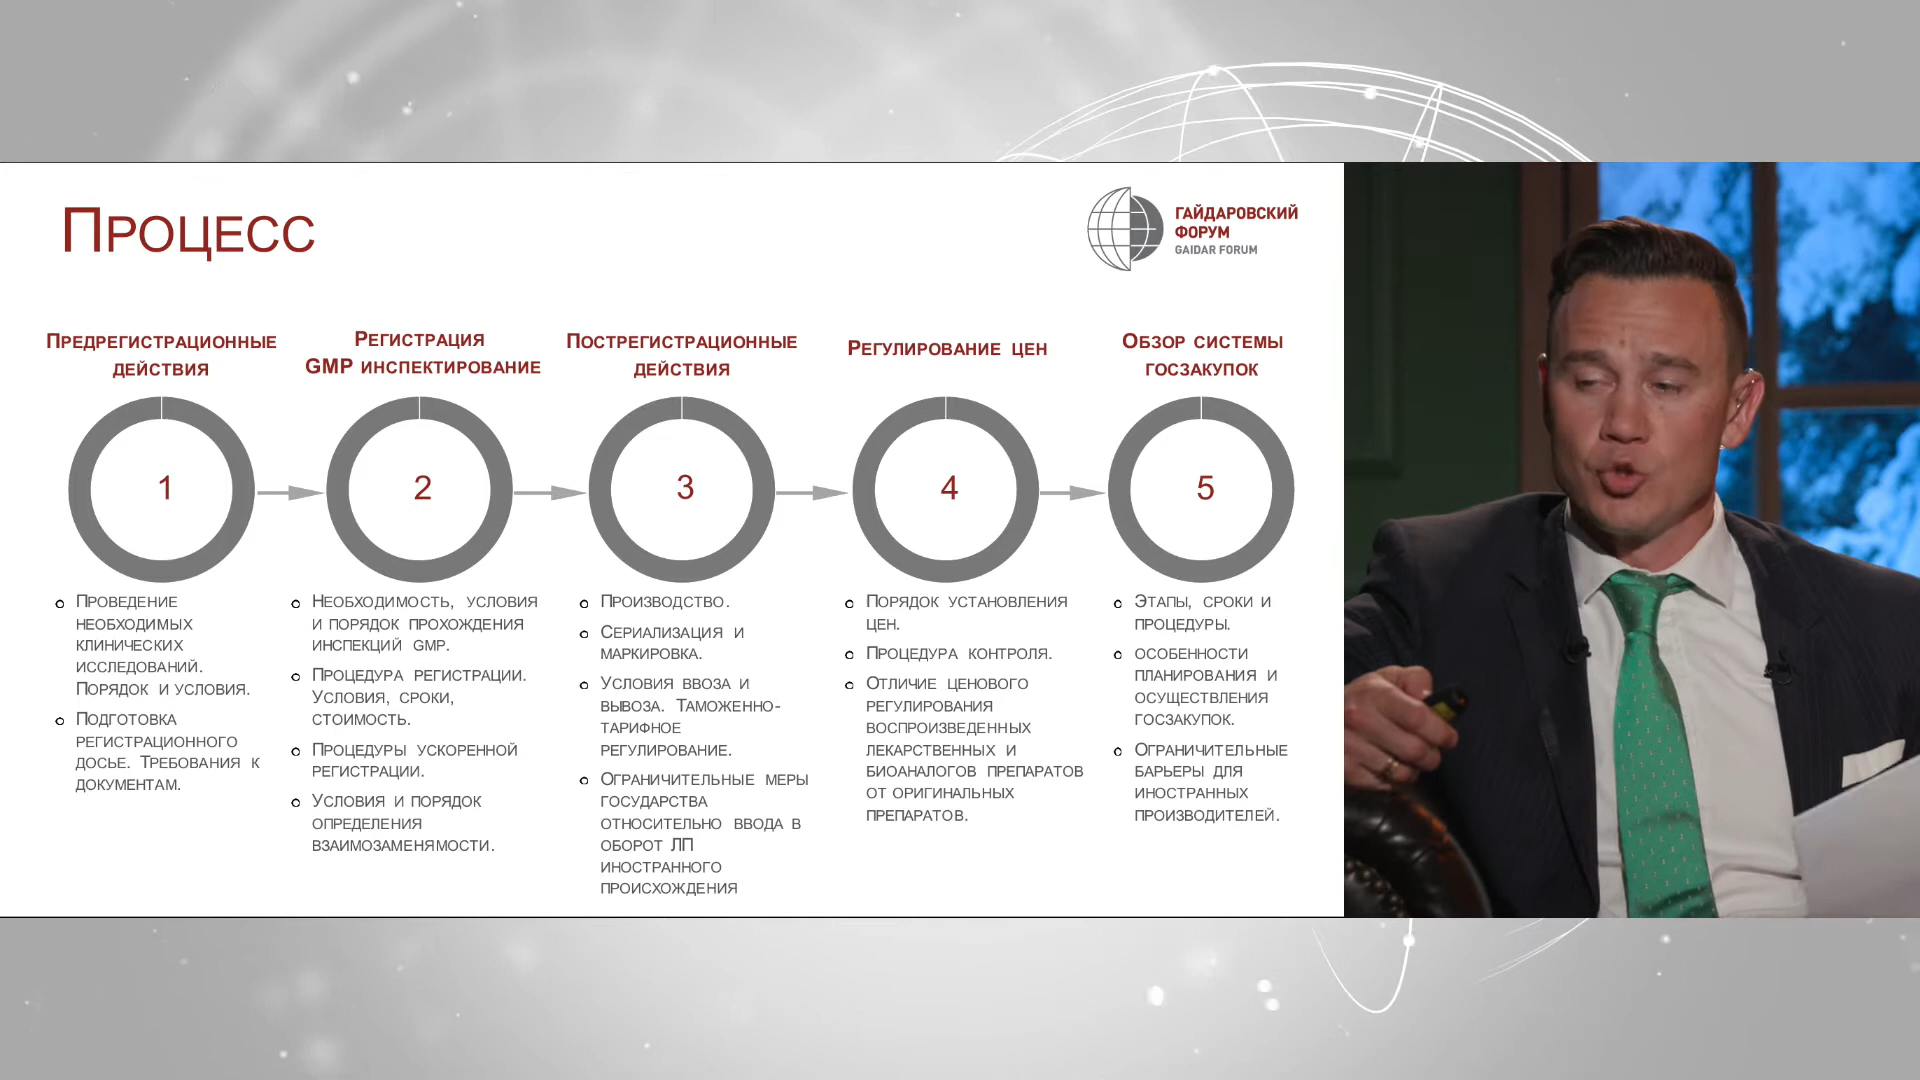 Процесс
ГАЙДАРОВСКИЙ
ФОРУМ
GAIDAR FORUM
Предрегистрационные
действия
1
Проведение
необходимых
клинических
исследований.
Порядок и условия.
Подготовка
регистрационного
досье. Требования к
документам.
Регистрация
GMP инспектирование
2
Необходимость, условия
и порядок прохождения
инспекций GMP.
Процедура регистрации.
Условия, сроки,
стоимость.
Процедуры ускоренной
регистрации.
Условия и порядок
определения
взаимозаменямости.
Пострегистрационные
действия
3
Производство.
Сериализация и
маркировка.
Условия ввоза и
вывоза. Таможенно-
тарифное
регулирование.
Ограничительные меры
государства
относительно ввода в
оборот ЛП
иностранного
происхождения
Регулирование цен
4
Порядок установления
цен.
Процедура контроля.
Отличие ценового
регулирования
воспроизведенных
лекарственных и
биоаналогов препаратов
от оригинальных
препаратов.
Обзор системы
госзакупок
5
Этапы, сроки и
процедуры.
особенности
планирования и
осуществления
госзакупок.
Ограничительные
барьеры для
иностранных
производителей.